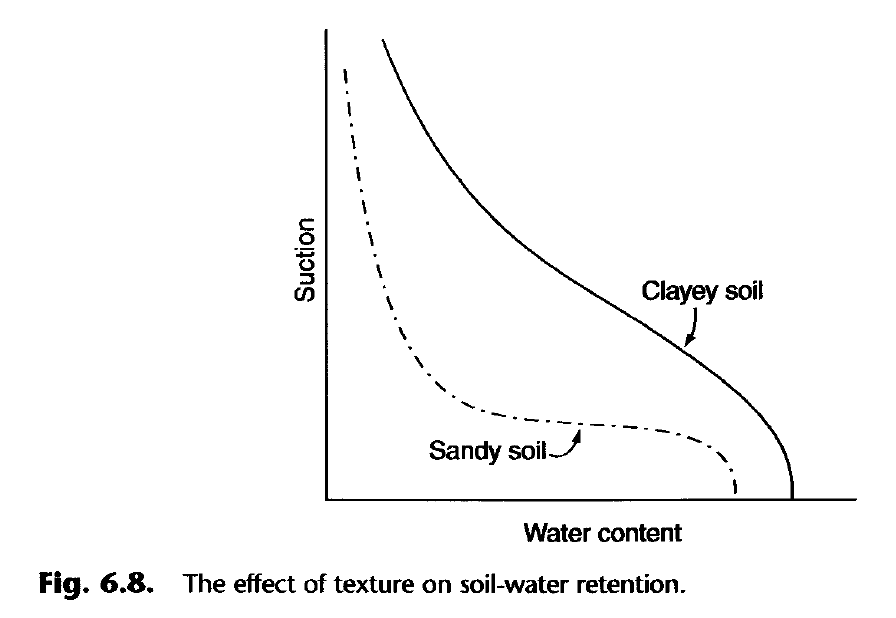 Suction
Clayey soil
Sandy soil
Water content
Fig. 6.8. The effect of texture on soil-water retention.